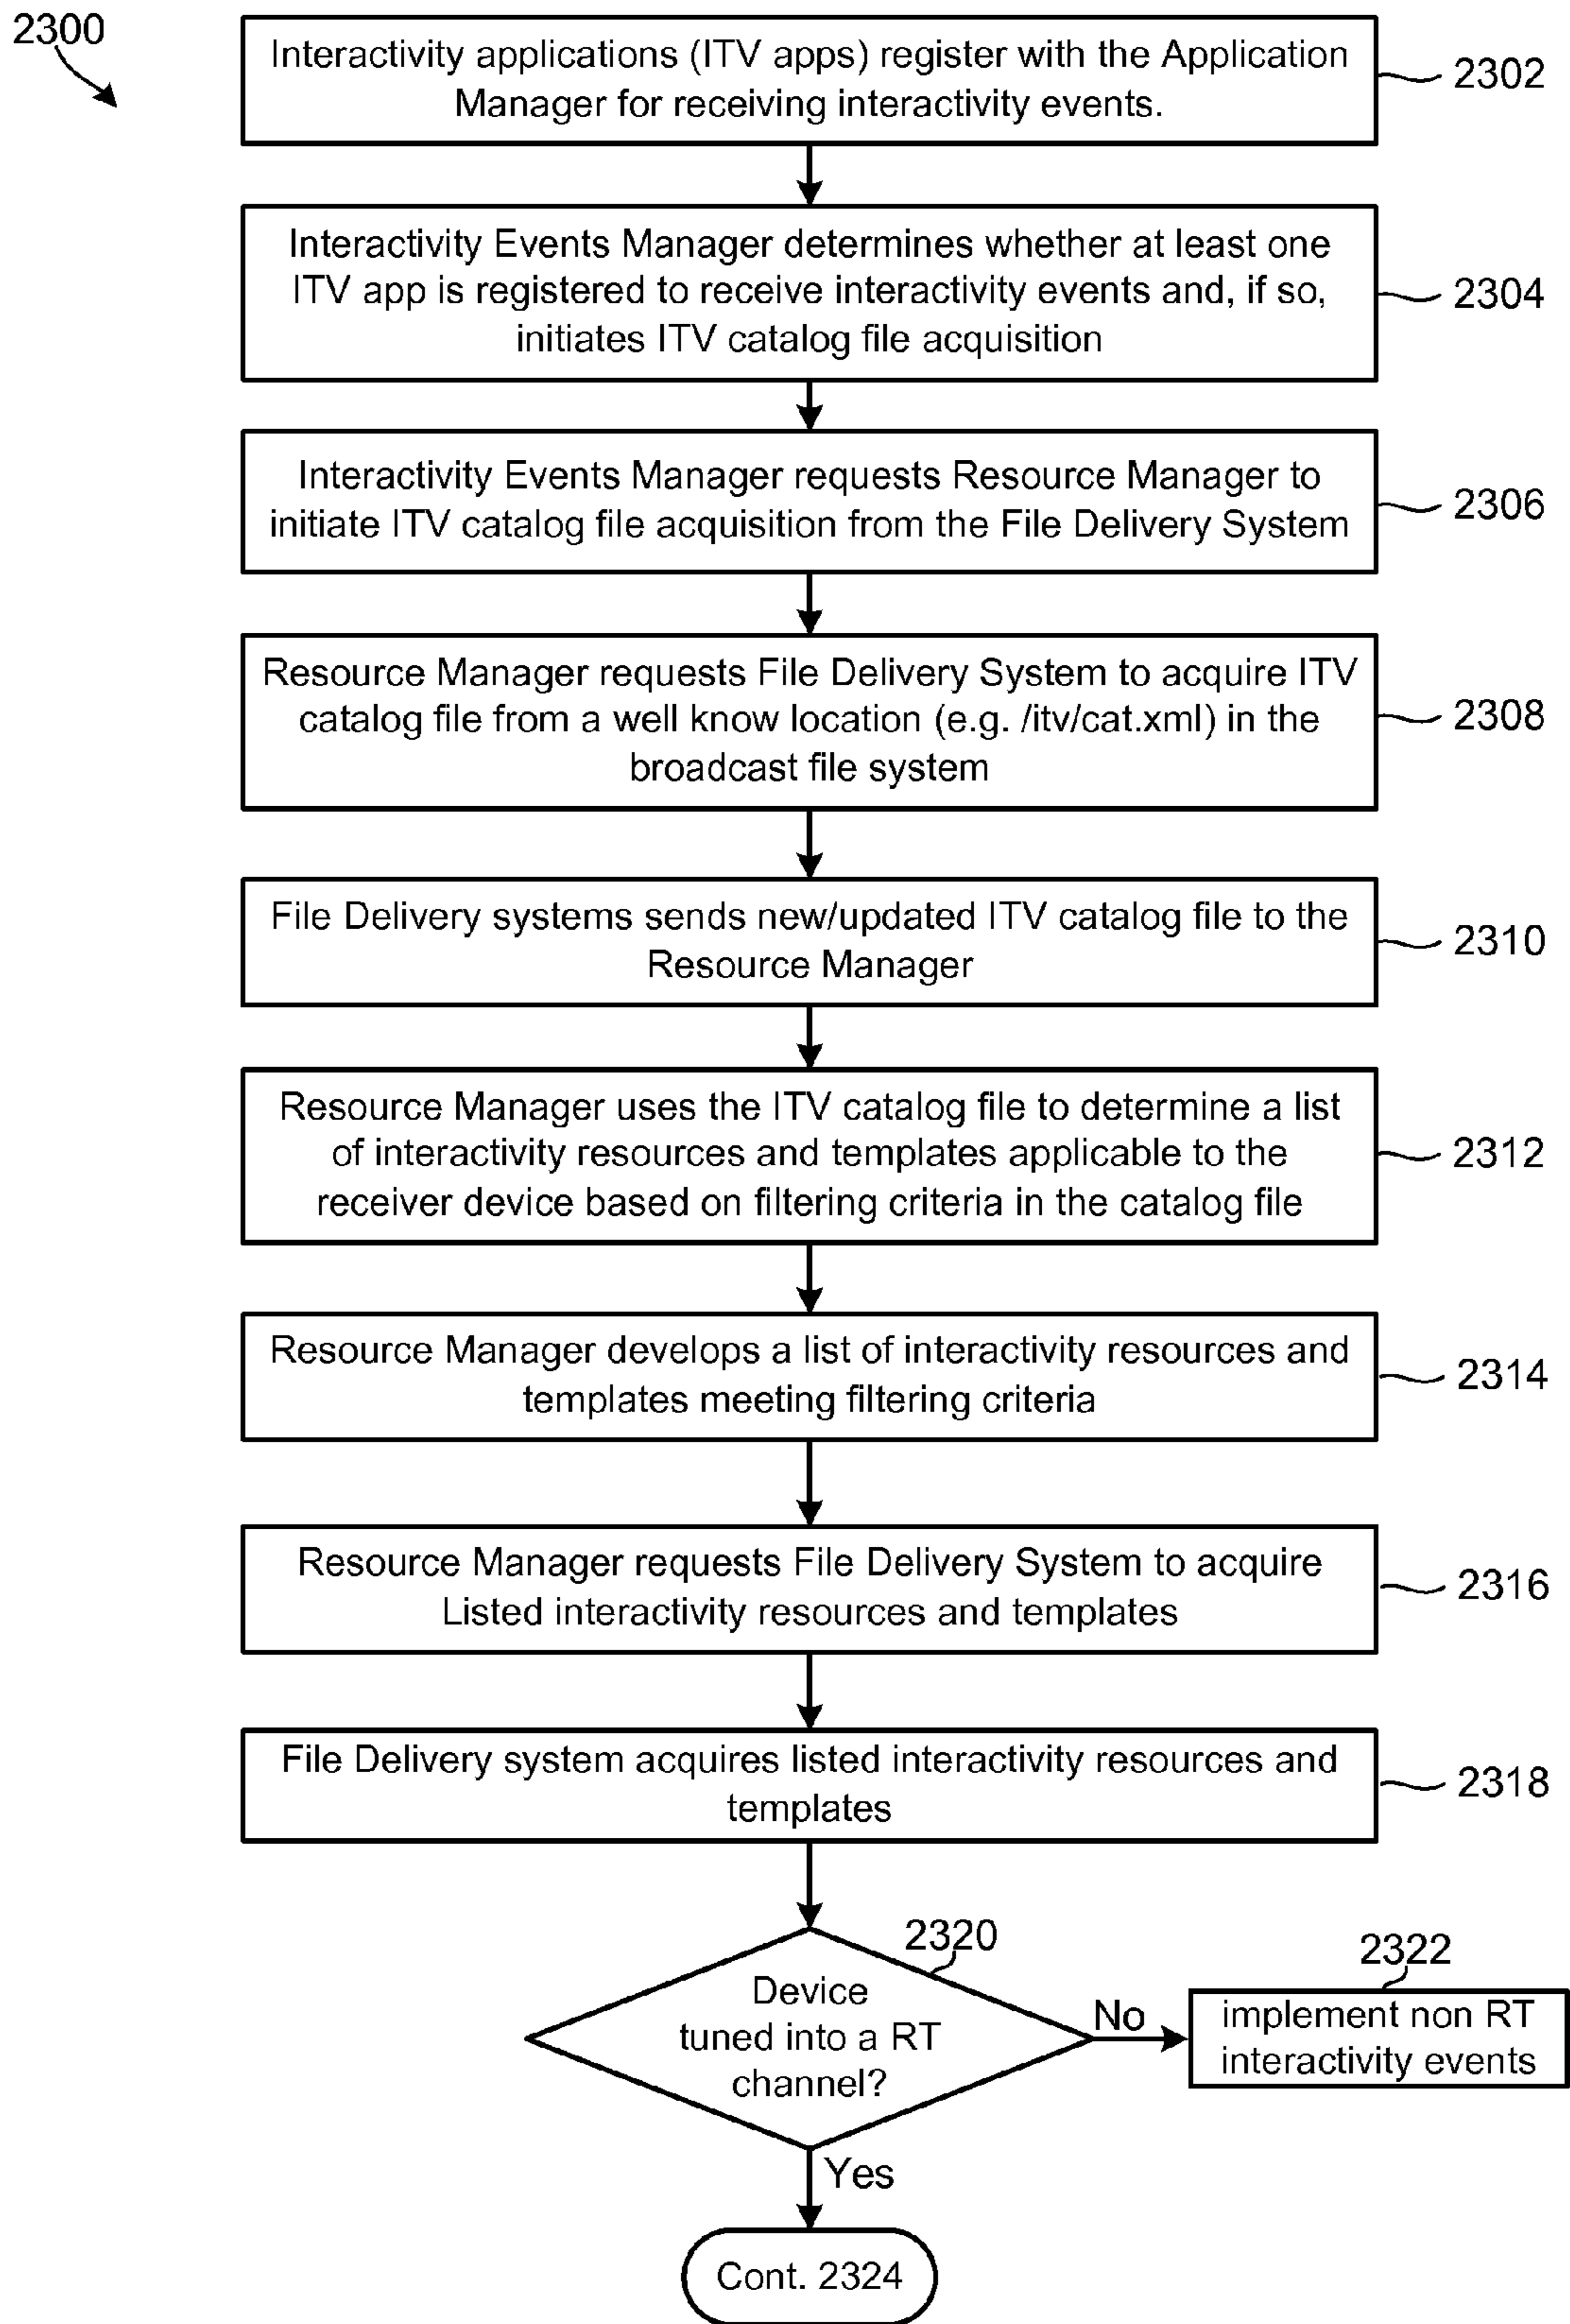 2300
Interactivity applications (ITV apps) register with the Application
Manager for receiving interactivity events.
2302
Interactivity Events Manager determines whether at least one
ITV app is registered to receive interactivity events and, if so,
initiates ITV catalog file acquisition
2304
Interactivity Events Manager requests Resource Manager to
initiate ITV catalog file acquisition from the File Delivery System
2306
Resource Manager requests File Delivery System to acquire ITV
catalog file from a well know location (e.g. /itv/cat.xml) in the
broadcast file system
2308
File Delivery systems sends new/updated ITV catalog file to the
Resource Manager
2310
Resource Manager uses the ITV catalog file to determine a list
of interactivity resources and templates applicable to the
receiver device based on filtering criteria in the catalog file
2312
Resource Manager develops a list of interactivity resources and
templates meeting filtering criteria
2314
Resource Manager requests File Delivery System to acquire
Listed interactivity resources and templates
2316
File Delivery system acquires listed interactivity resources and
templates
2318
2320
Device
tuned into a RT
channel?
No
2322
implement non RT
interactivity events
Yes
Cont. 2324